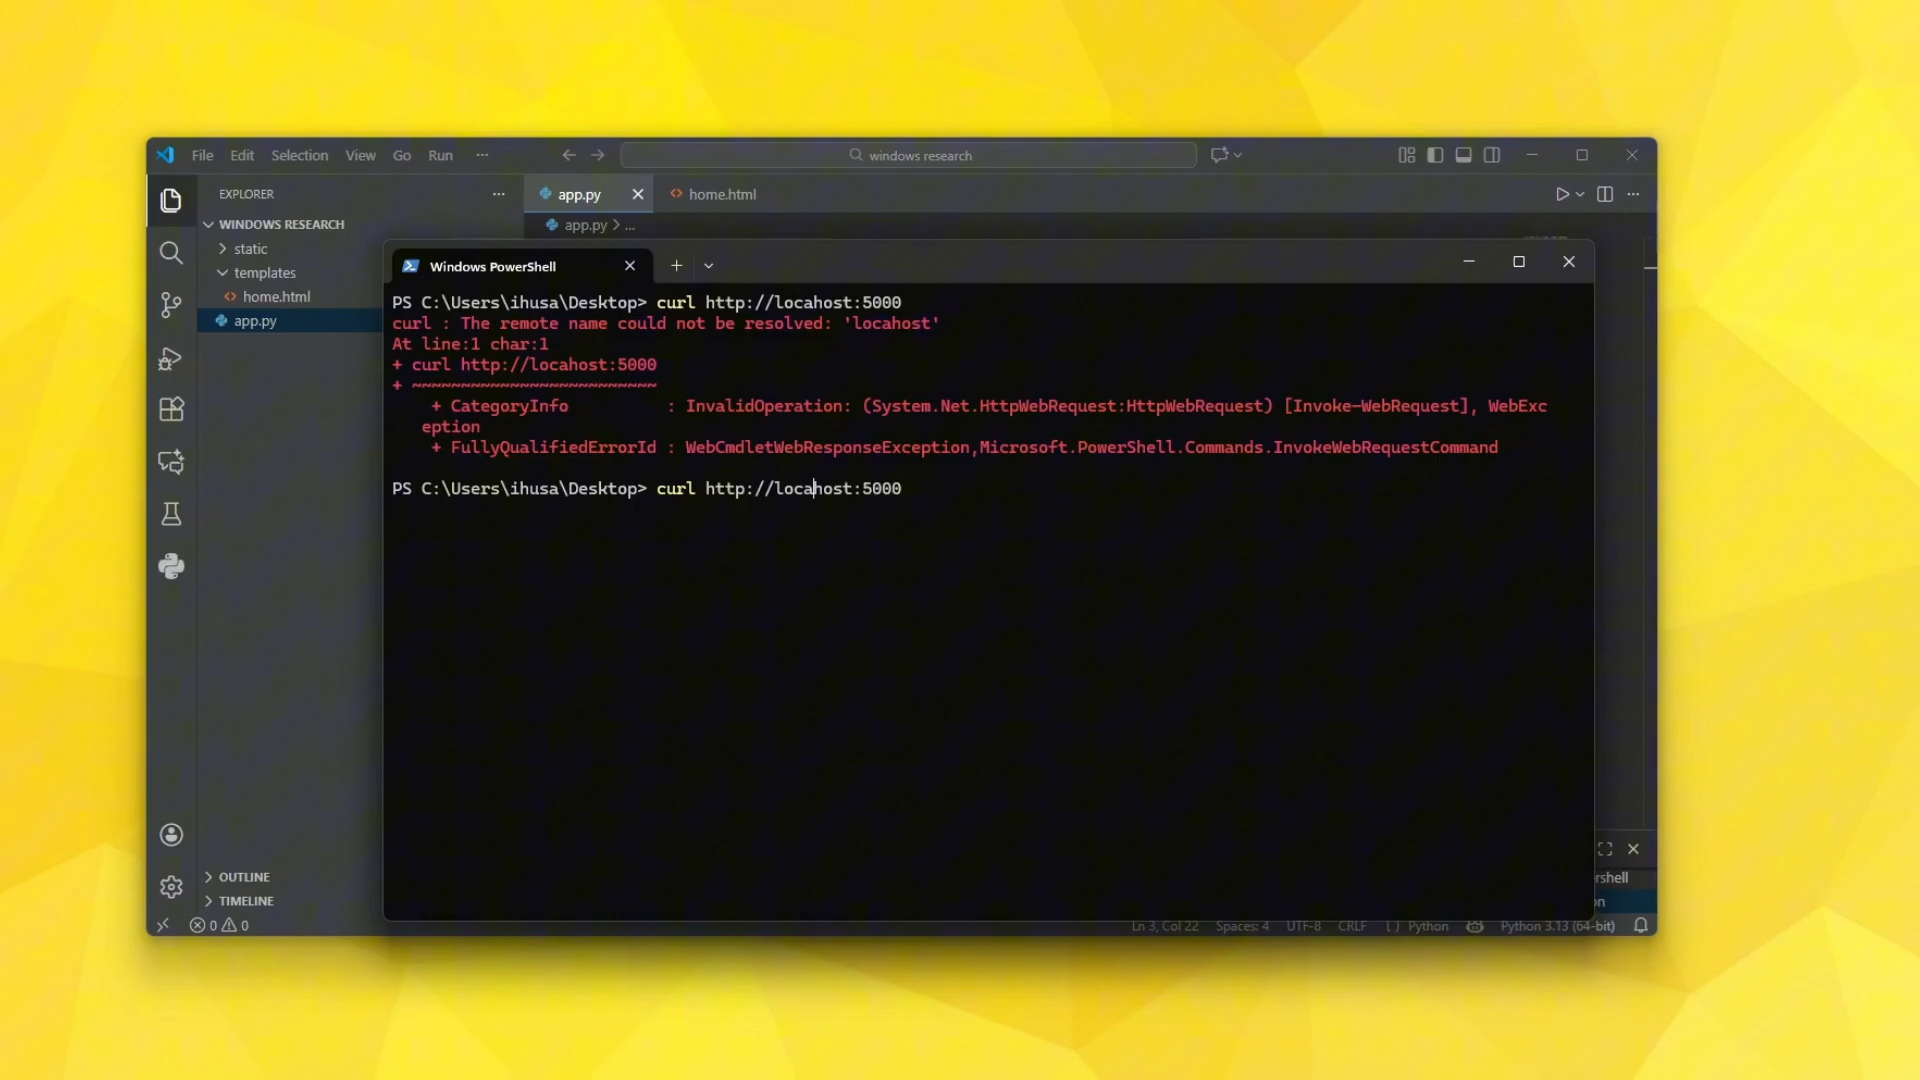 File Edit Selection View Go Run ··· windows research
EXPLORER ···
app.py
home.html
WINDOWS RESEARCH
app.py > ...
static
templates
home.html
app.py
Windows PowerShell
PS C:\Users\ihusa\Desktop> curl http://locahost:5000
curl : The remote name could not be resolved: 'locahost'
At line:1 char:1
+ curl http://locahost:5000
+ ~~~~~~~~~~~~~~~~~~~~~~~~~
+ CategoryInfo : InvalidOperation: (System.Net.HttpWebRequest:HttpWebRequest) [Invoke-WebRequest], WebExc
eption
+ FullyQualifiedErrorId : WebCmdletWebResponseException,Microsoft.PowerShell.Commands.InvokeWebRequestCommand
PS C:\Users\ihusa\Desktop> curl http://locahost:5000
OUTLINE
TIMELINE
rshell
on
0 0
Ln 3, Col 22 Spaces: 4 UTF-8 CRLF { } Python Python 3.13 (64-bit)